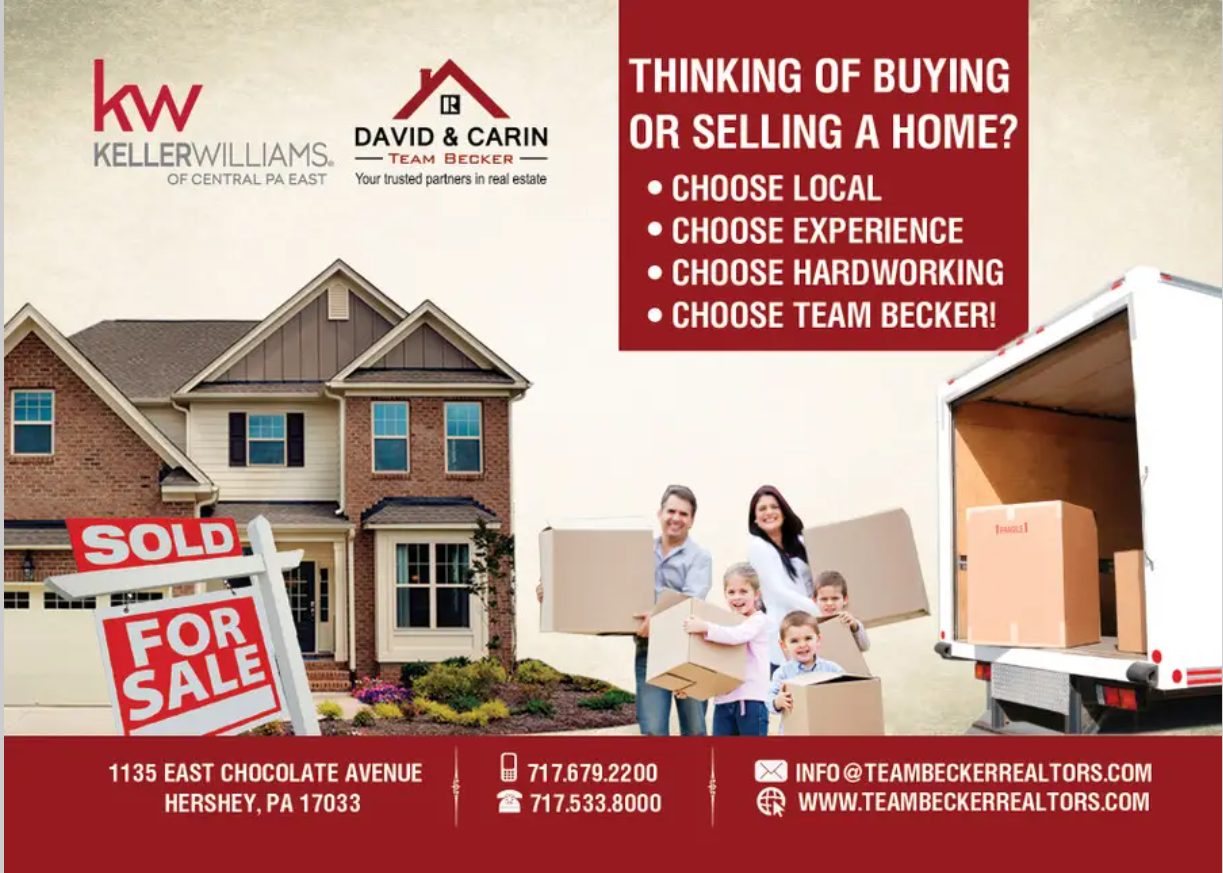 kw
KELLERWILLIAMS®
OF CENTRAL PA EAST
R
DAVID & CARIN
TEAM BECKER
Your trusted partners in real estate
THINKING OF BUYING
OR SELLING A HOME?
• CHOOSE LOCAL
• CHOOSE EXPERIENCE
• CHOOSE HARDWORKING
• CHOOSE TEAM BECKER!
SOLD
FOR
SALE
FRAGILE
1135 EAST CHOCOLATE AVENUE
HERSHEY, PA 17033
717.679.2200
717.533.8000
INFO@TEAMBECKERREALTORS.COM
WWW.TEAMBECKERREALTORS.COM